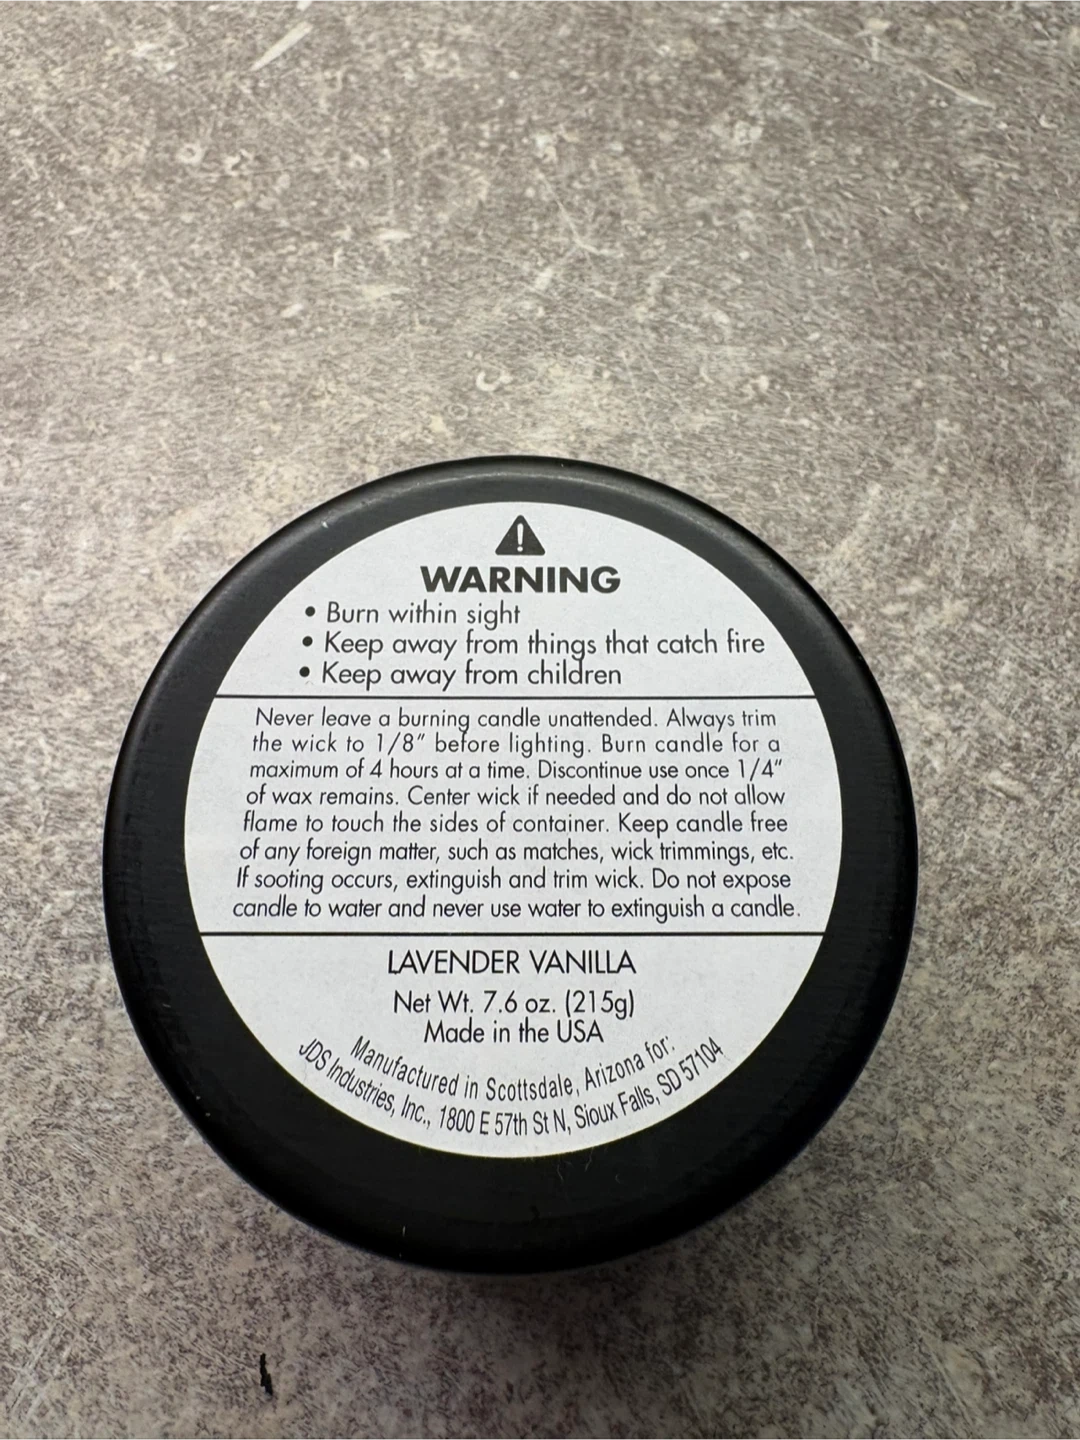 WARNING
• Burn within sight
• Keep away from things that catch fire
• Keep away from children
Never leave a burning candle unattended. Always trim
the wick to 1/8" before lighting. Burn candle for a
maximum of 4 hours at a time. Discontinue use once 1/4"
of wax remains. Center wick if needed and do not allow
flame to touch the sides of container. Keep candle free
of any foreign matter, such as matches, wick trimmings, etc.
If sooting occurs, extinguish and trim wick. Do not expose
candle to water and never use water to extinguish a candle.
LAVENDER VANILLA
Net Wt. 7.6 oz. (215g)
Made in the USA
Manufactured in Scottsdale, Arizona for:
JDS Industries, Inc., 1800 E 57th St N, Sioux Falls, SD 57104